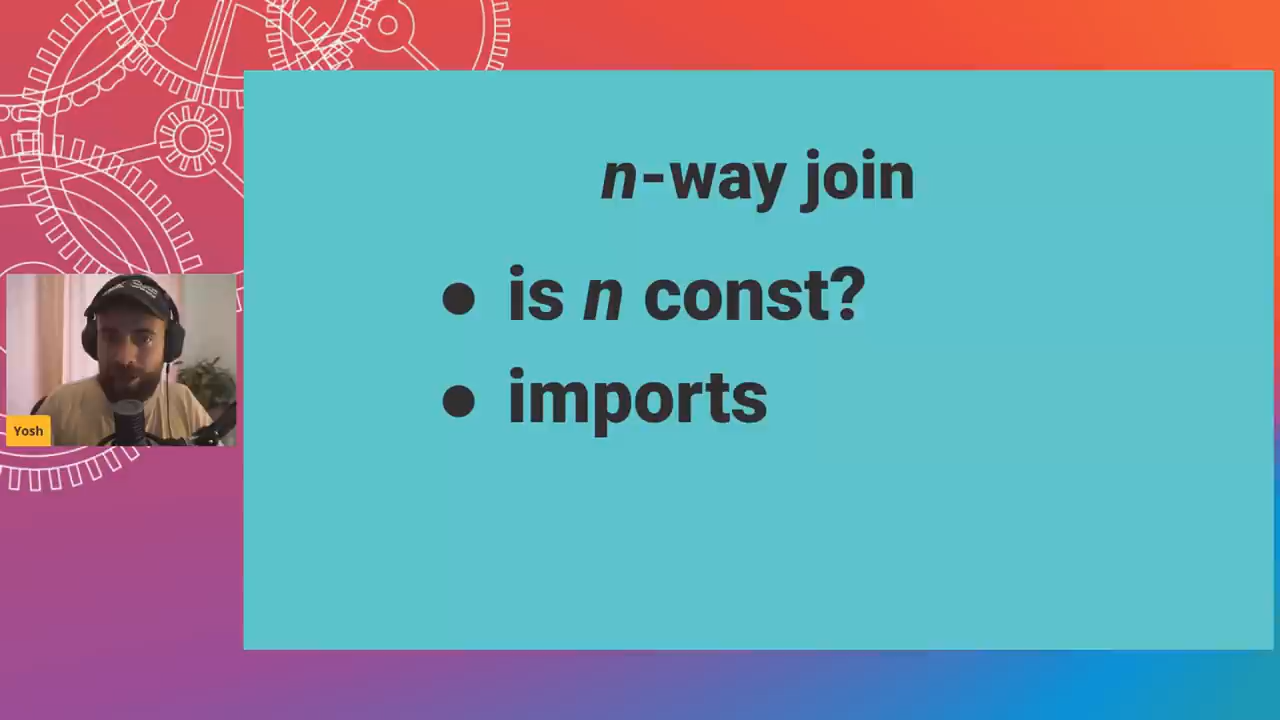 n-way join
• is n const?
• imports
Yosh